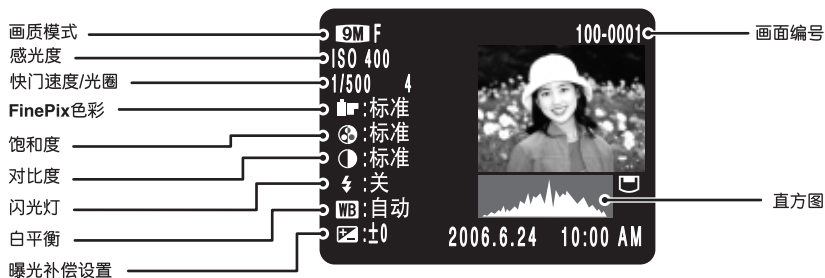 画质模式
感光度
快门速度/光圈
FinePix色彩
饱和度
对比度
闪光灯
白平衡
曝光补偿设置
9M F
100-0001
ISO 400
1/500 4
:标准
:标准
:标准
:关
WB:自动
:±0
2006.6.24 10:00 AM
画面编号
直方图